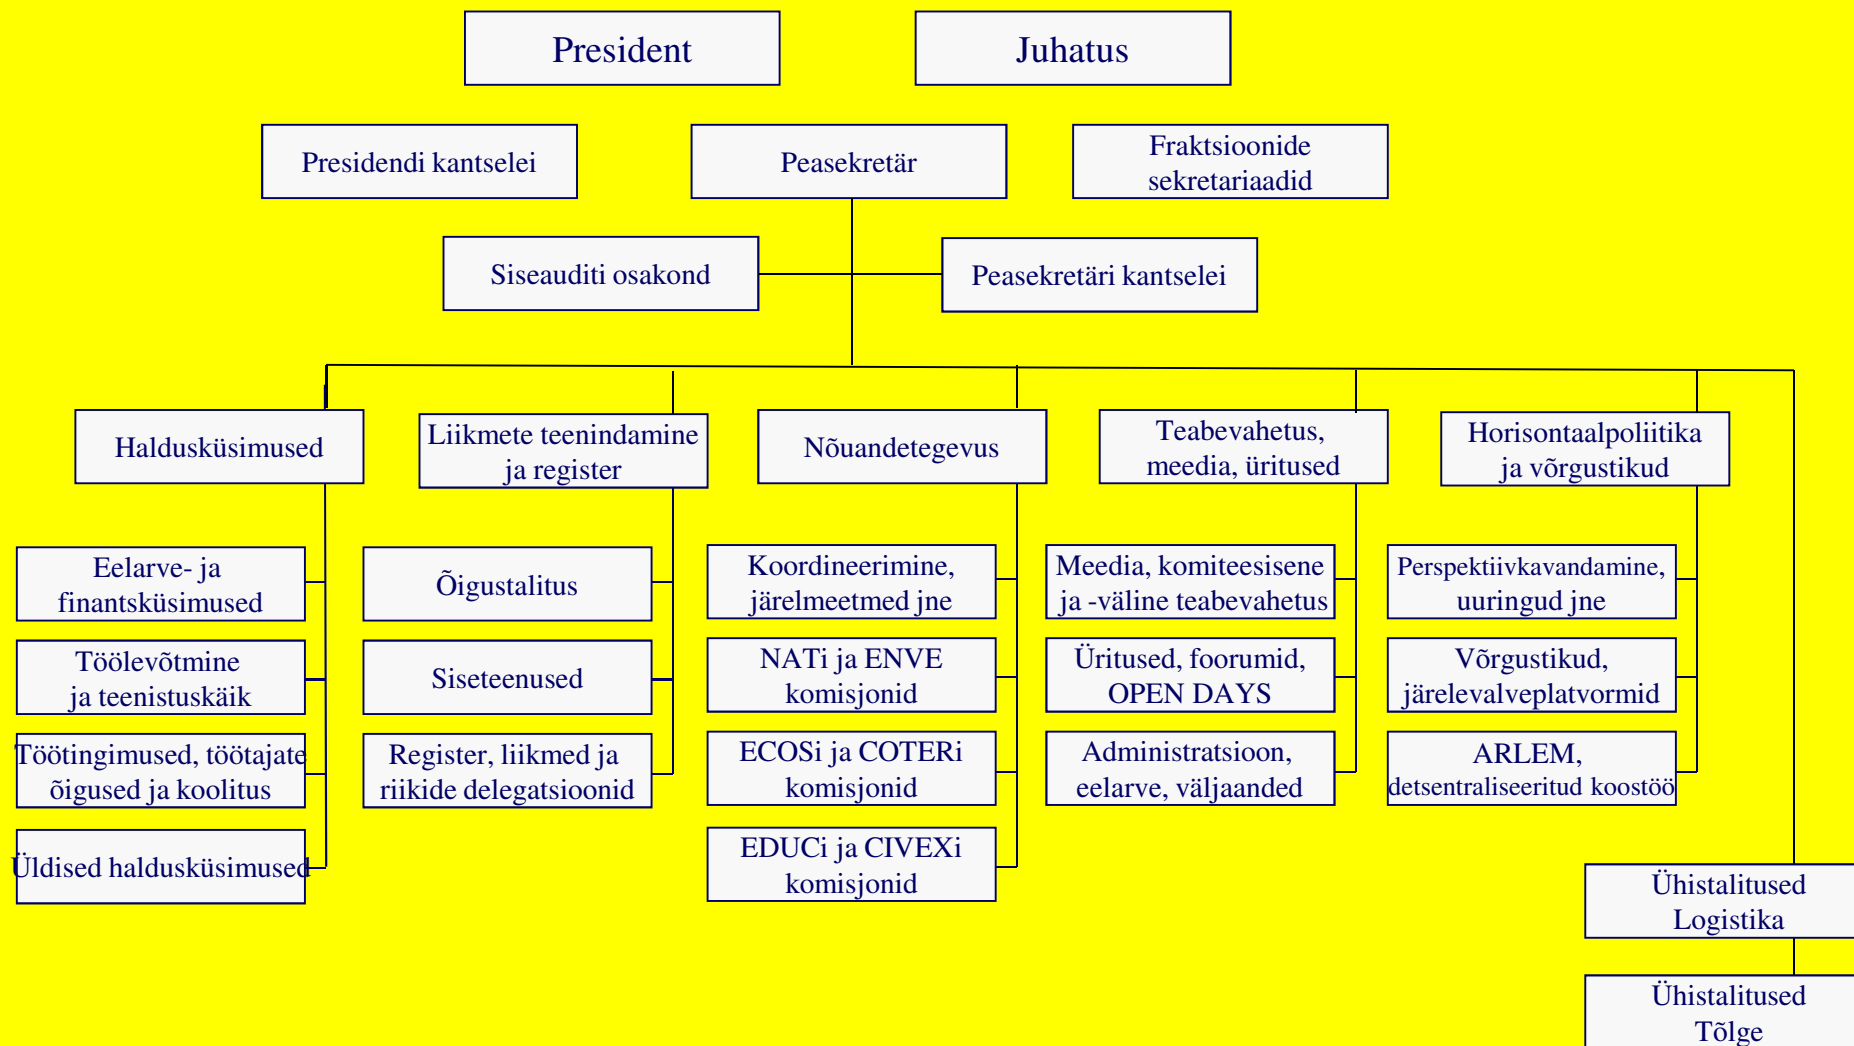 President
Juhatus
Presidendi kantselei
Peasekretär
Fraktsioonide
sekretariaadid
Siseauditi osakond
Peasekretäri kantselei
Haldusküsimused
Liikmete teenindamine
ja register
Nõuandetegevus
Teabevahetus,
meedia, üritused
Horisontaalpoliitika
ja võrgustikud
Eelarve- ja
finantsküsimused
Töölevõtmine
ja teenistuskäik
Töötingimused, töötajate
õigused ja koolitus
Üldised haldusküsimused
Õigustalitus
Siseteenused
Register, liikmed ja
riikide delegatsioonid
Koordineerimine,
järelmeetmed jne
NATi ja ENVE
komisjonid
ECOSi ja COTERi
komisjonid
EDUCi ja CIVEXi
komisjonid
Meedia, komiteesisene
ja -väline teabevahetus
Üritused, foorumid,
OPEN DAYS
Administratsioon,
eelarve, väljaanded
Perspektiivkavandamine,
uuringud jne
Võrgustikud,
järelevalveplatvormid
ARLEM,
detsentraliseeritud koostöö
Ühistalitused
Logistika
Ühistalitused
Tõlge